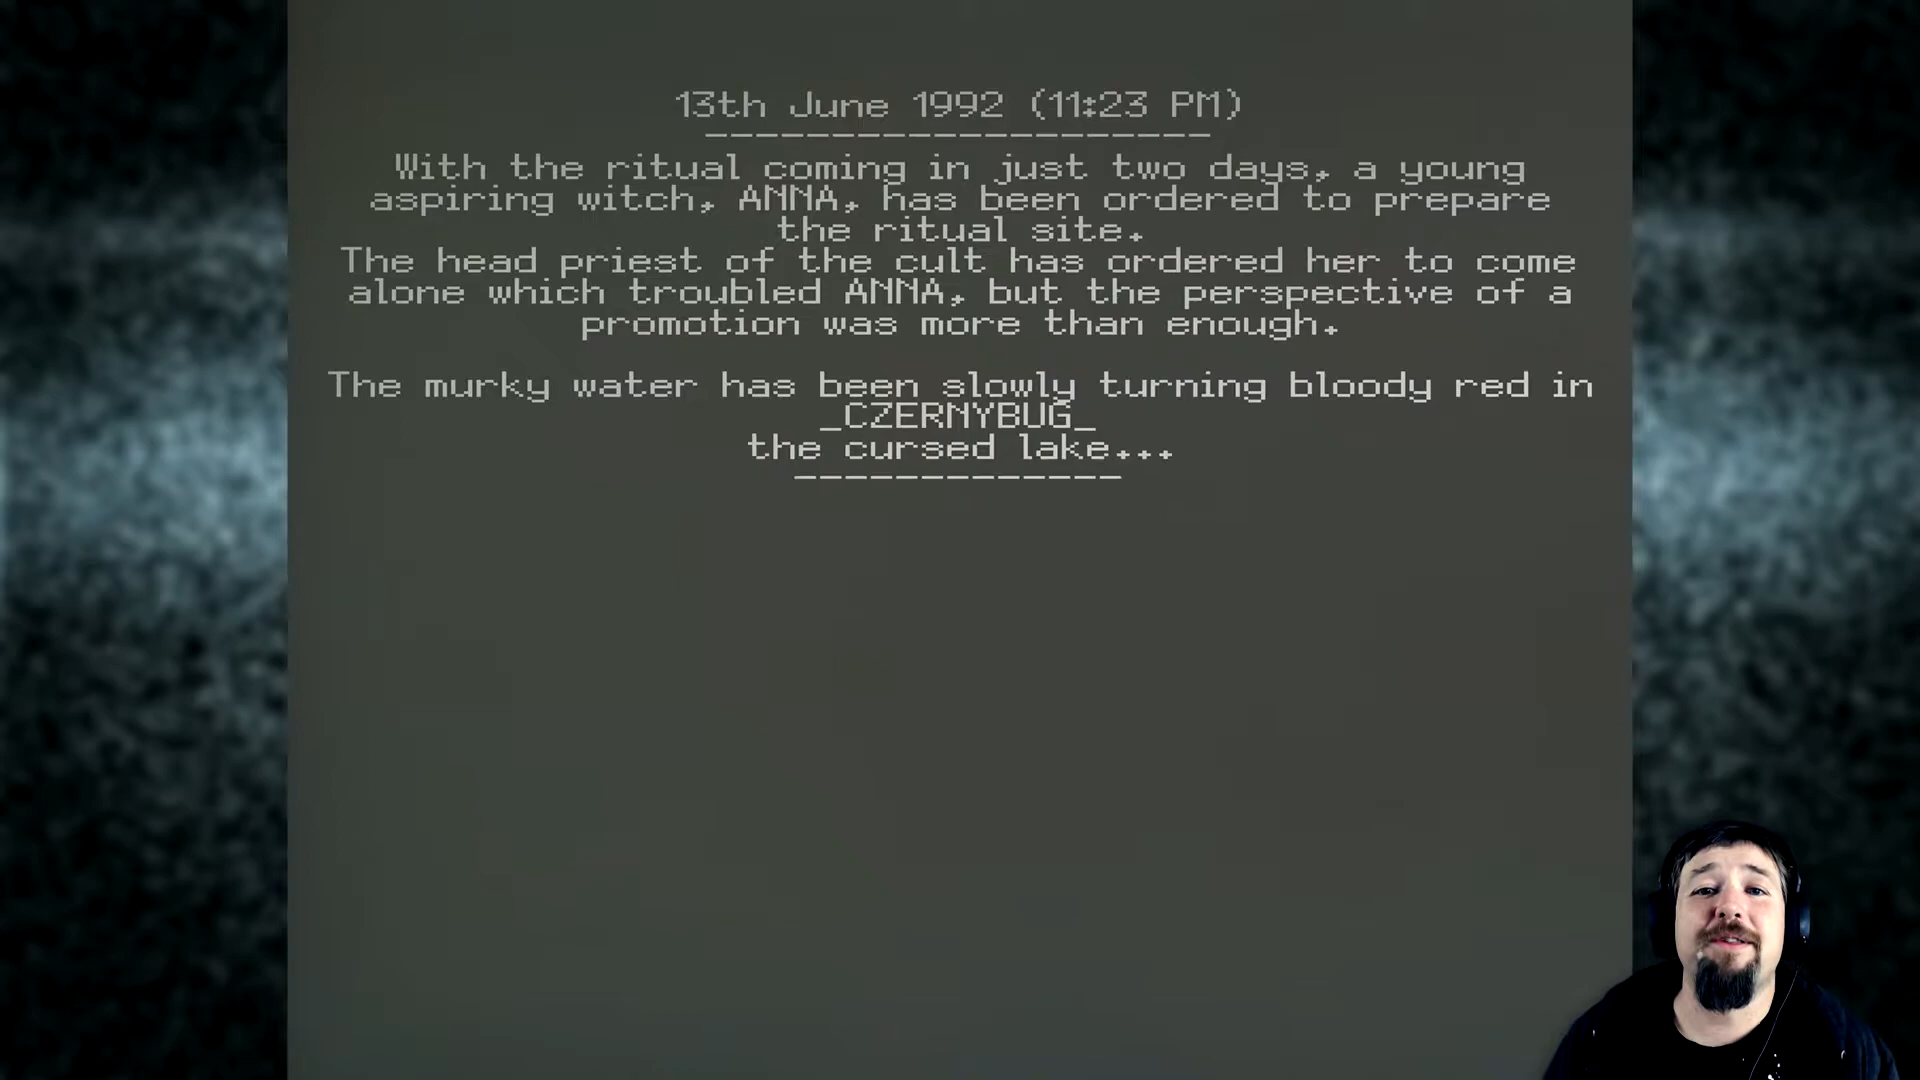 13th June 1992 (11:23 PM)
---------------------
With the ritual coming in just two days, a young
aspiring witch, ANNA, has been ordered to prepare
the ritual site.
The head priest of the cult has ordered her to come
alone which troubled ANNA, but the perspective of a
promotion was more than enough.
The murky water has been slowly turning bloody red in
_CZERNYBUG_
the cursed lake...
-------------